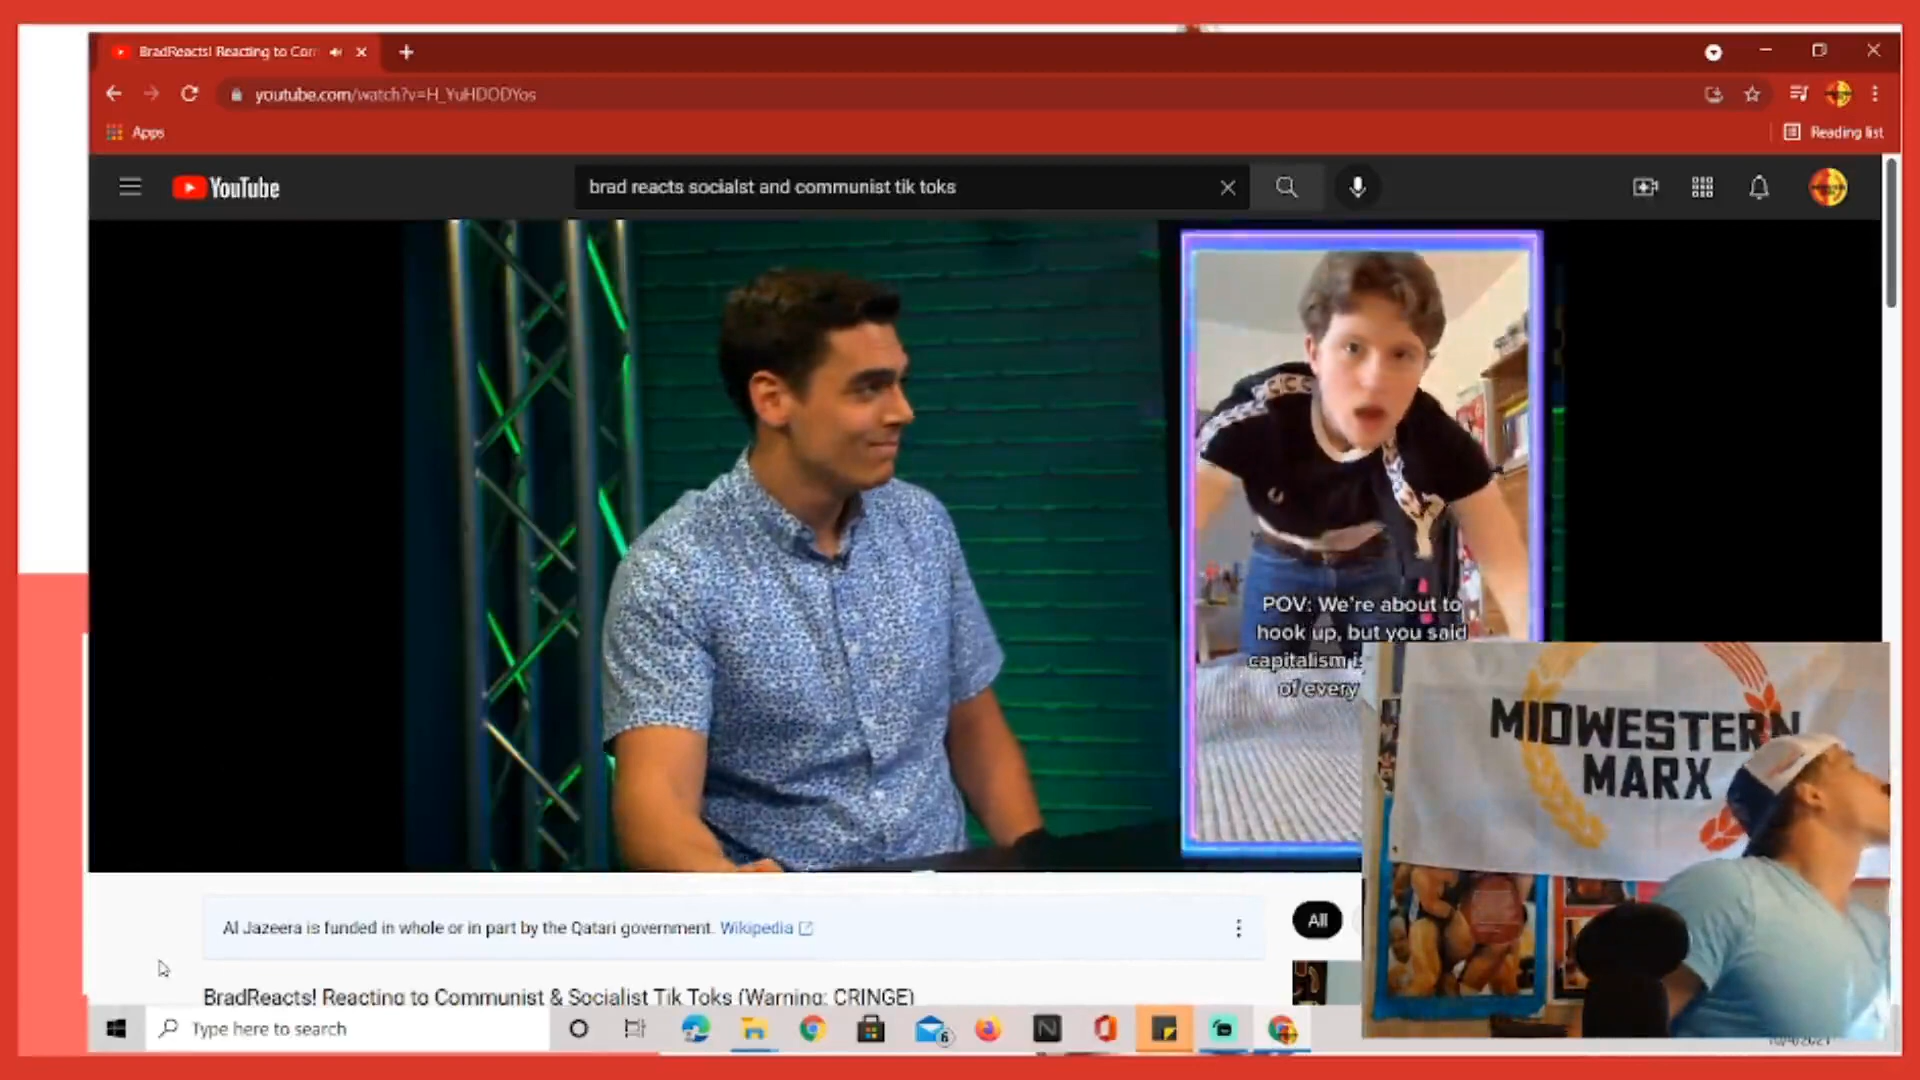 BradReacts! Reacting to Com
youtube.com/watch?v=H_YuHDODYos
Apps
Reading list
YouTube
brad reacts socialst and communist tik toks
POV: We're about to
hook up, but you said
capitalism
of every
MIDWESTERN
MARX
Al Jazeera is funded in whole or in part by the Qatari government. Wikipedia
All
BradReacts! Reacting to Communist & Socialist Tik Toks (Warning: CRINGE)
Type here to search
6